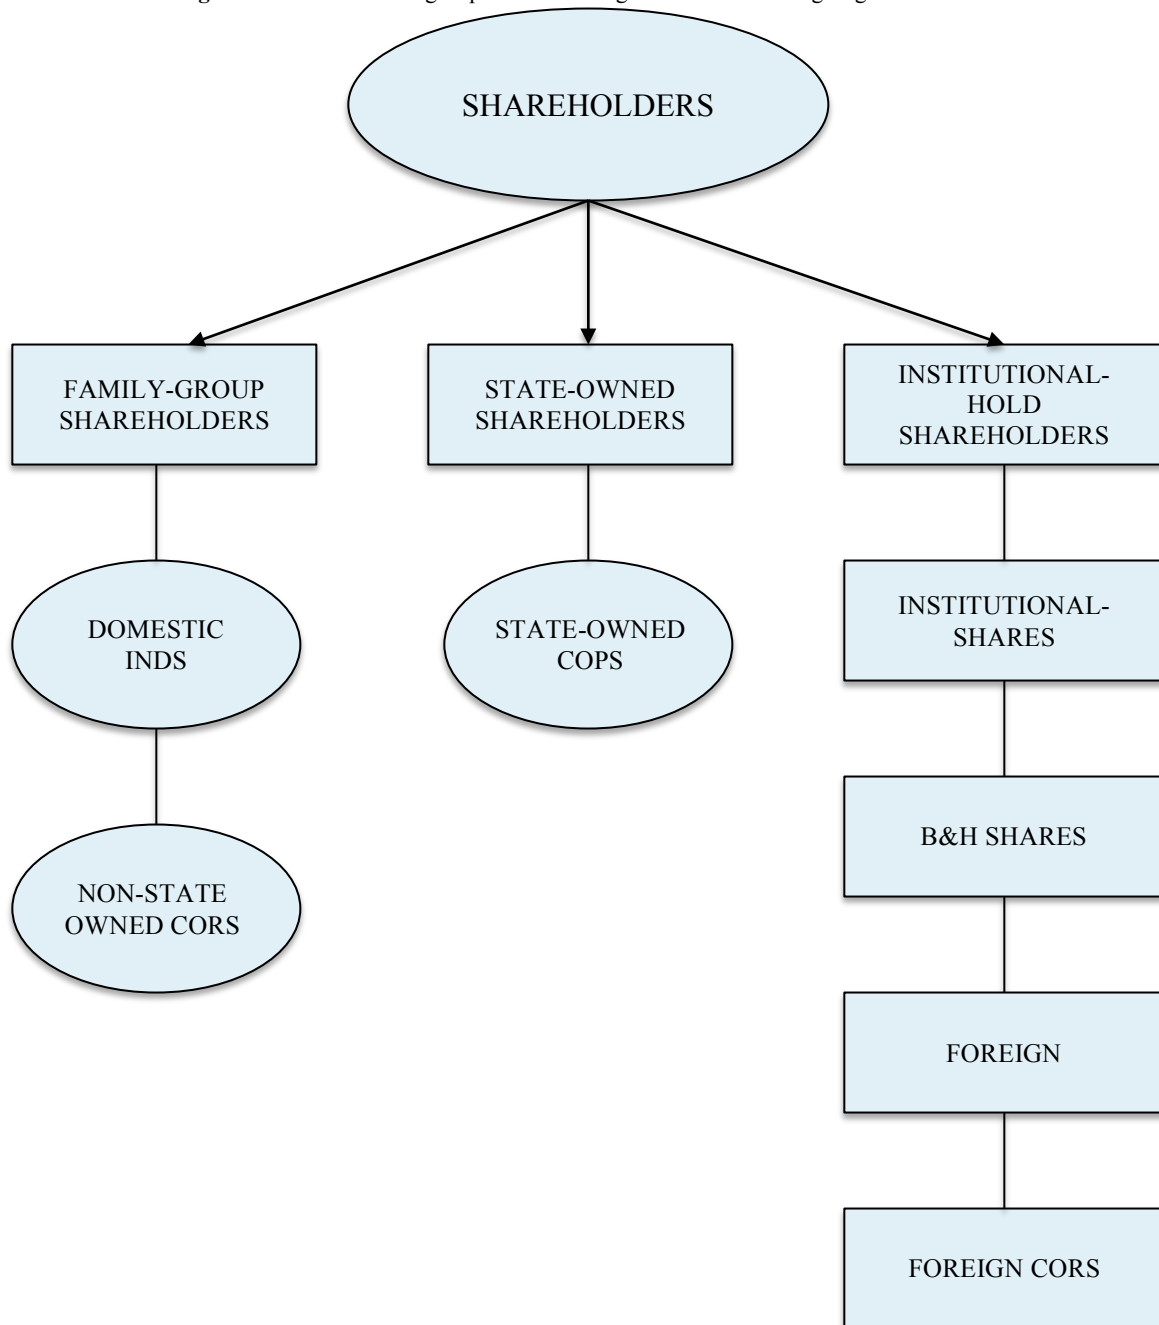 SHAREHOLDERS
FAMILY-GROUP
SHAREHOLDERS
STATE-OWNED
SHAREHOLDERS
INSTITUTIONAL-
HOLD
SHAREHOLDERS
DOMESTIC
INDS
STATE-OWNED
COPS
INSTITUTIONAL-
SHARES
B&H SHARES
NON-STATE
OWNED CORS
FOREIGN
FOREIGN CORS